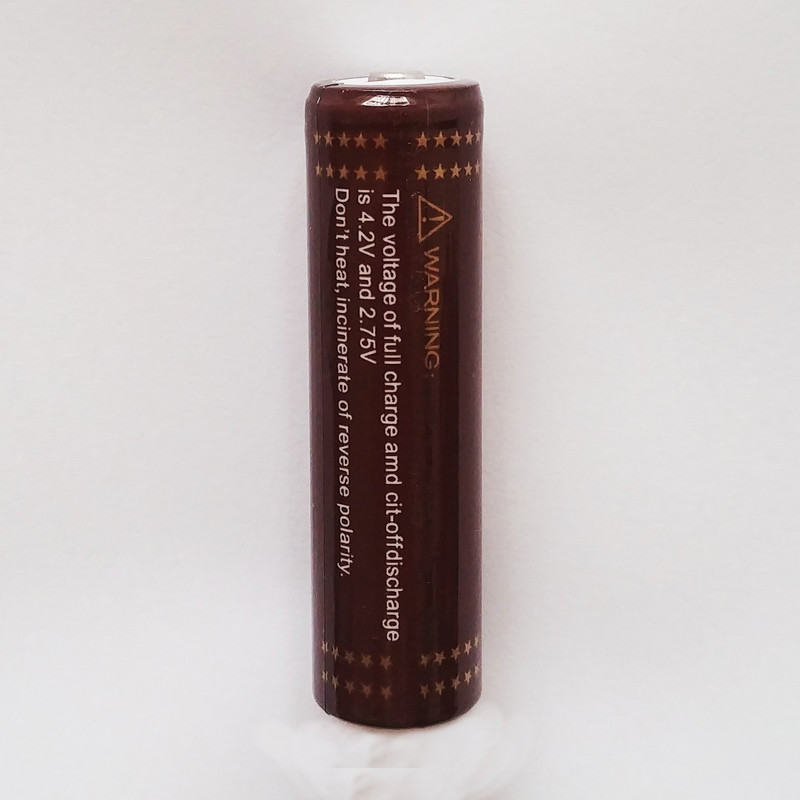 WARNING:
The voltage of full charge amd cit-offdischarge
is 4.2V and 2.75V
Don't heat, incinerate of reverse polarity.